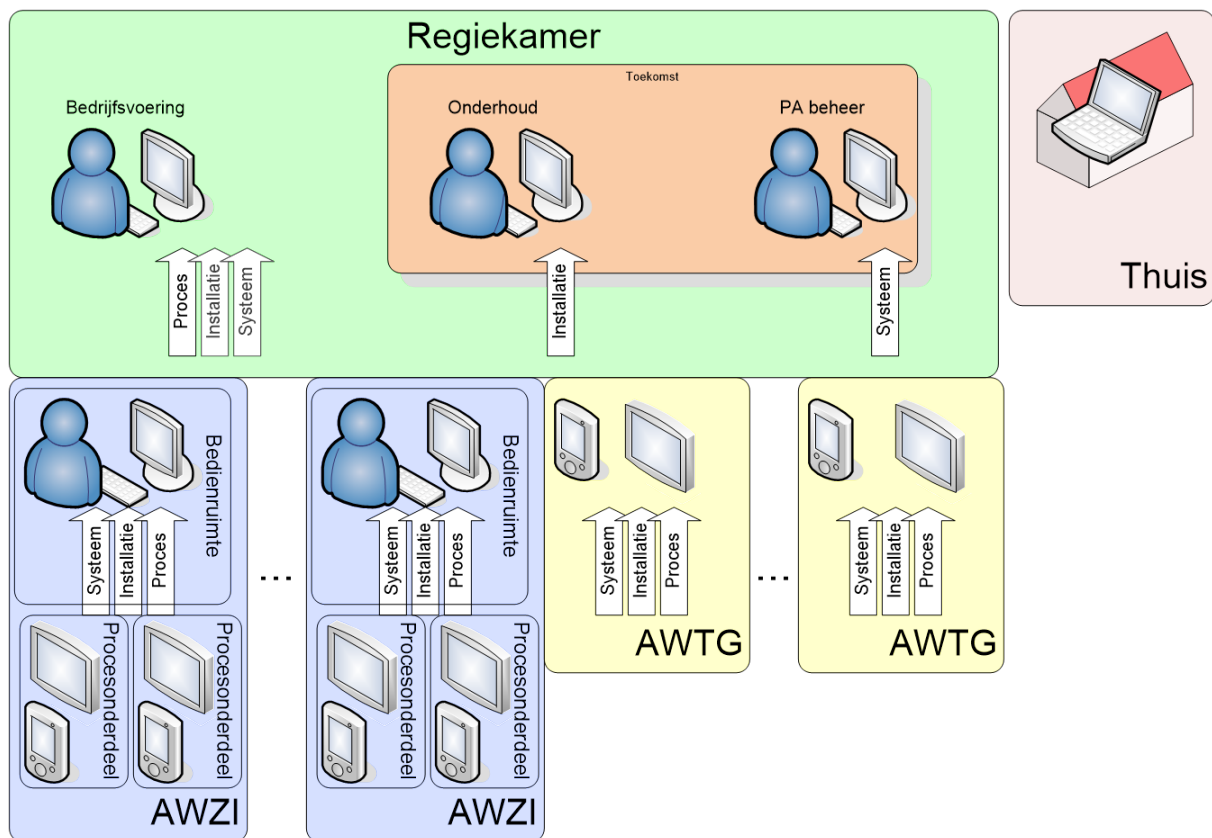 Regiekamer
Toekomst
Bedrijfsvoering
Onderhoud
PA beheer
Proces
Installatie
Systeem
Installatie
Systeem
Thuis
Bedienruimte
Systeem
Installatie
Proces
Procesonderdeel
Procesonderdeel
AWZI
...
Bedienruimte
Systeem
Installatie
Proces
Procesonderdeel
Procesonderdeel
AWZI
Systeem
Installatie
Proces
AWTG
...
Systeem
Installatie
Proces
AWTG